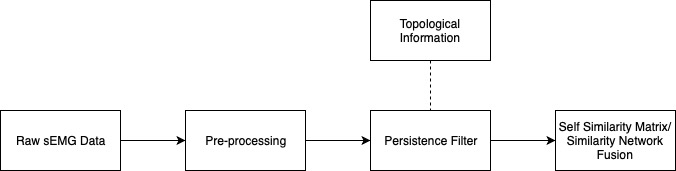 Topological
Information
Raw sEMG Data
Pre-processing
Persistence Filter
Self Similarity Matrix/
Similarity Network
Fusion